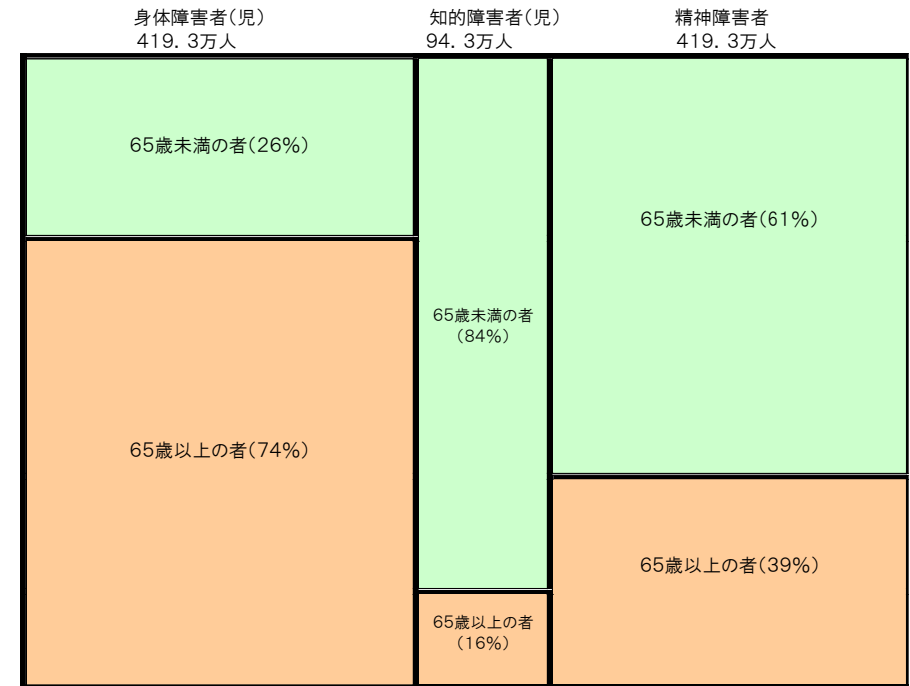 身体障害者(児)
419.3万人
知的障害者(児)
94.3万人
精神障害者
419.3万人
65歳未満の者(26%)
65歳以上の者(74%)
65歳未満の者
(84%)
65歳以上の者
(16%)
65歳未満の者(61%)
65歳以上の者(39%)